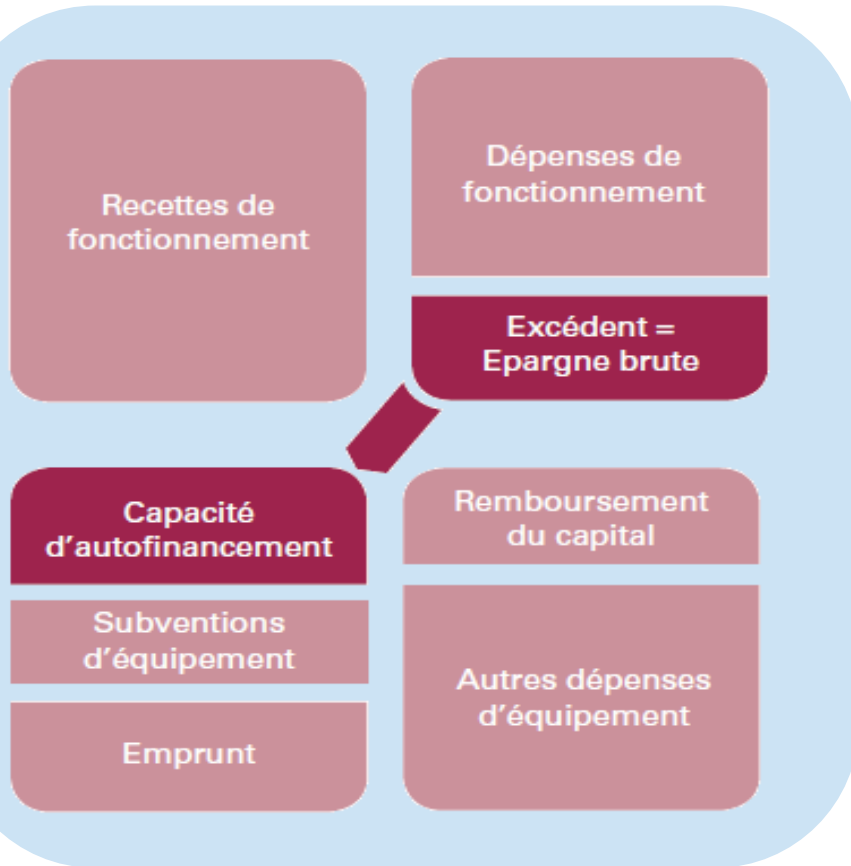 Recettes de
fonctionnement
Dépenses de
fonctionnement
Excédent =
Epargne brute
Capacité
d’autofinancement
Subventions
d’équipement
Emprunt
Remboursement
du capital
Autres dépenses
d’équipement